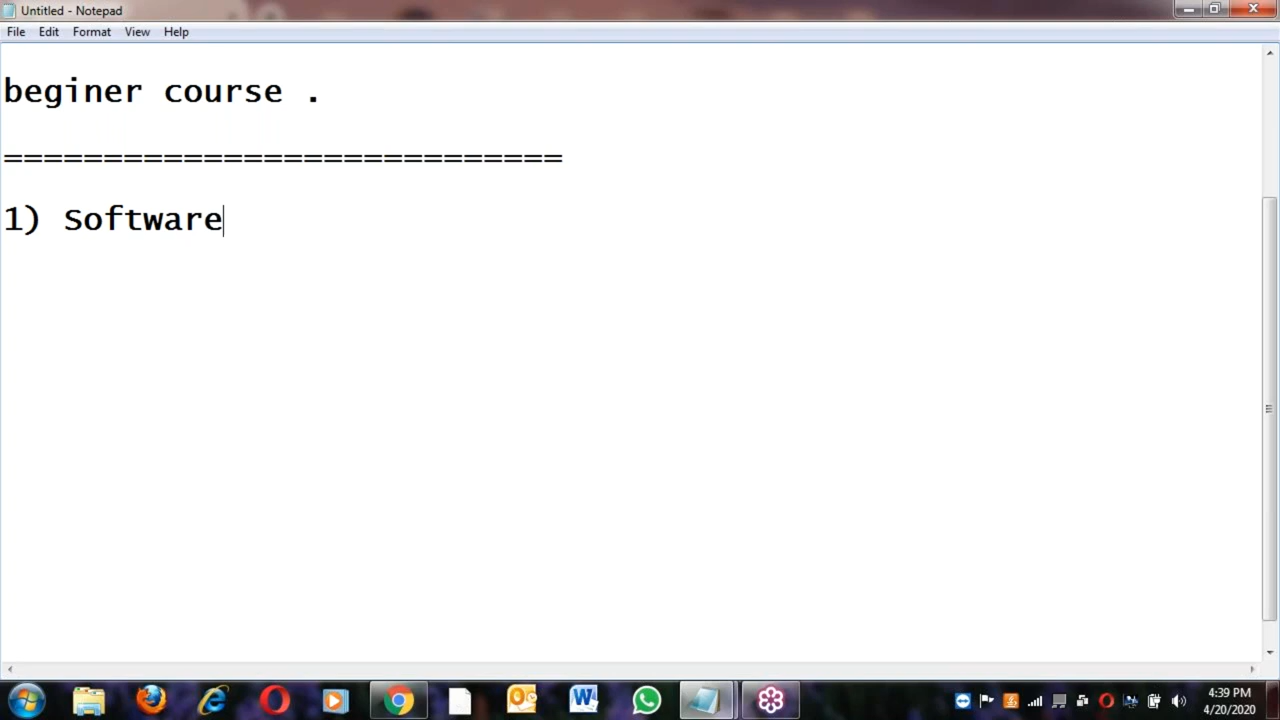 Untitled - Notepad
File Edit Format View Help
beginer course .
============================
1) Software
4:39 PM
4/20/2020